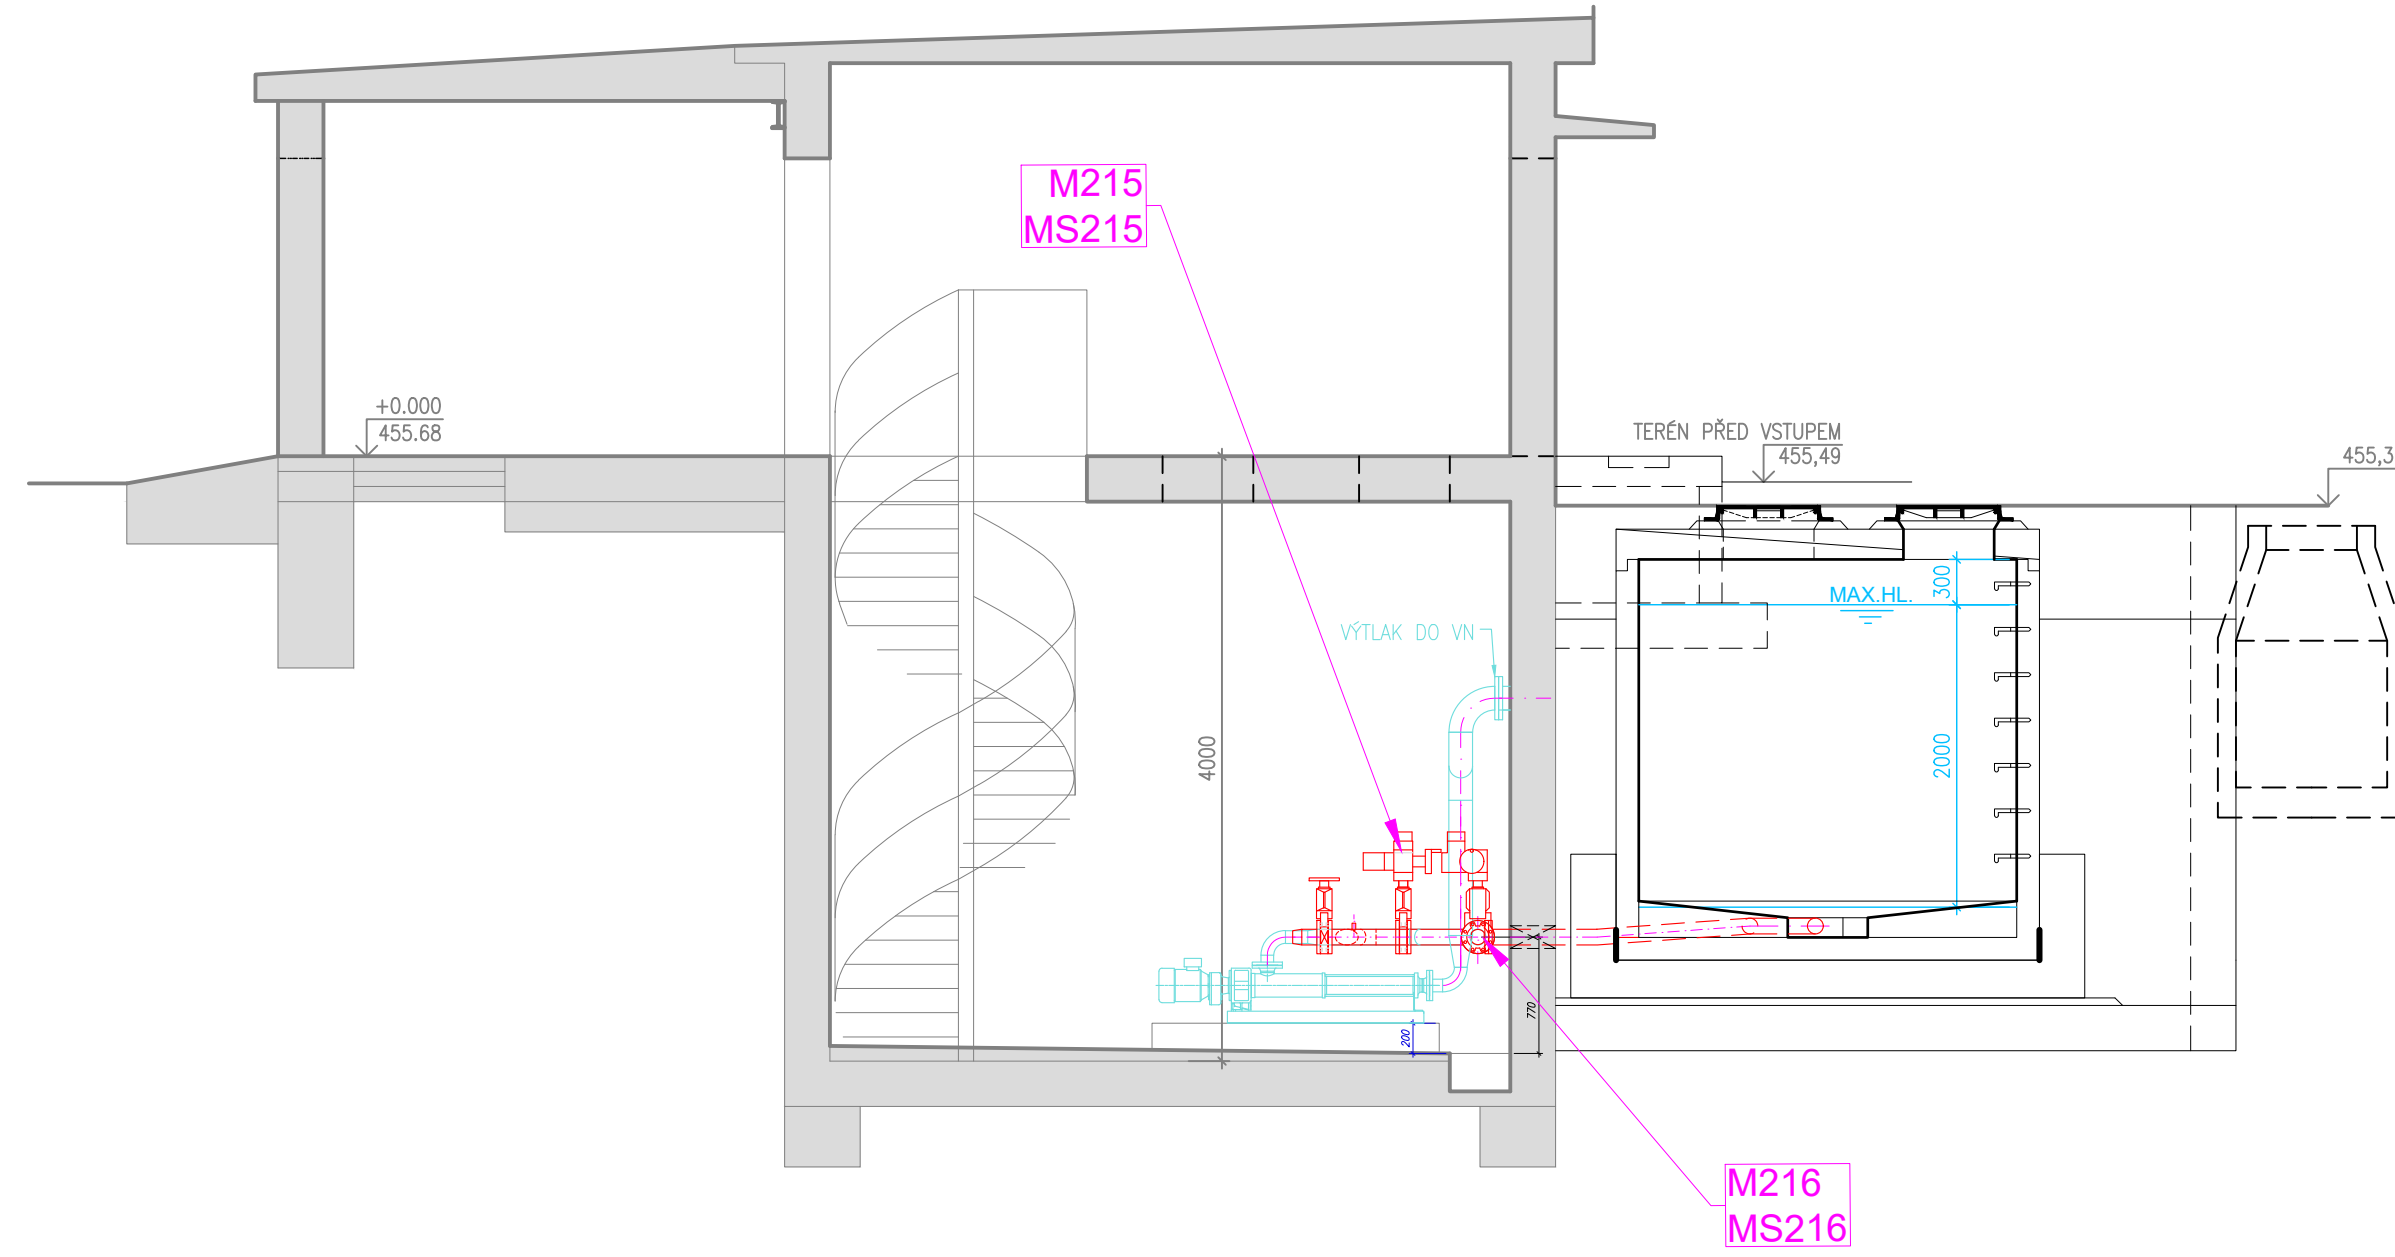 M215
MS215
+0.000
455.68
TERÉN PŘED VSTUPEM
455,49
455,3
300
MAX.HL.
VÝTLAK DO VN
4000
2000
770
200
M216
MS216